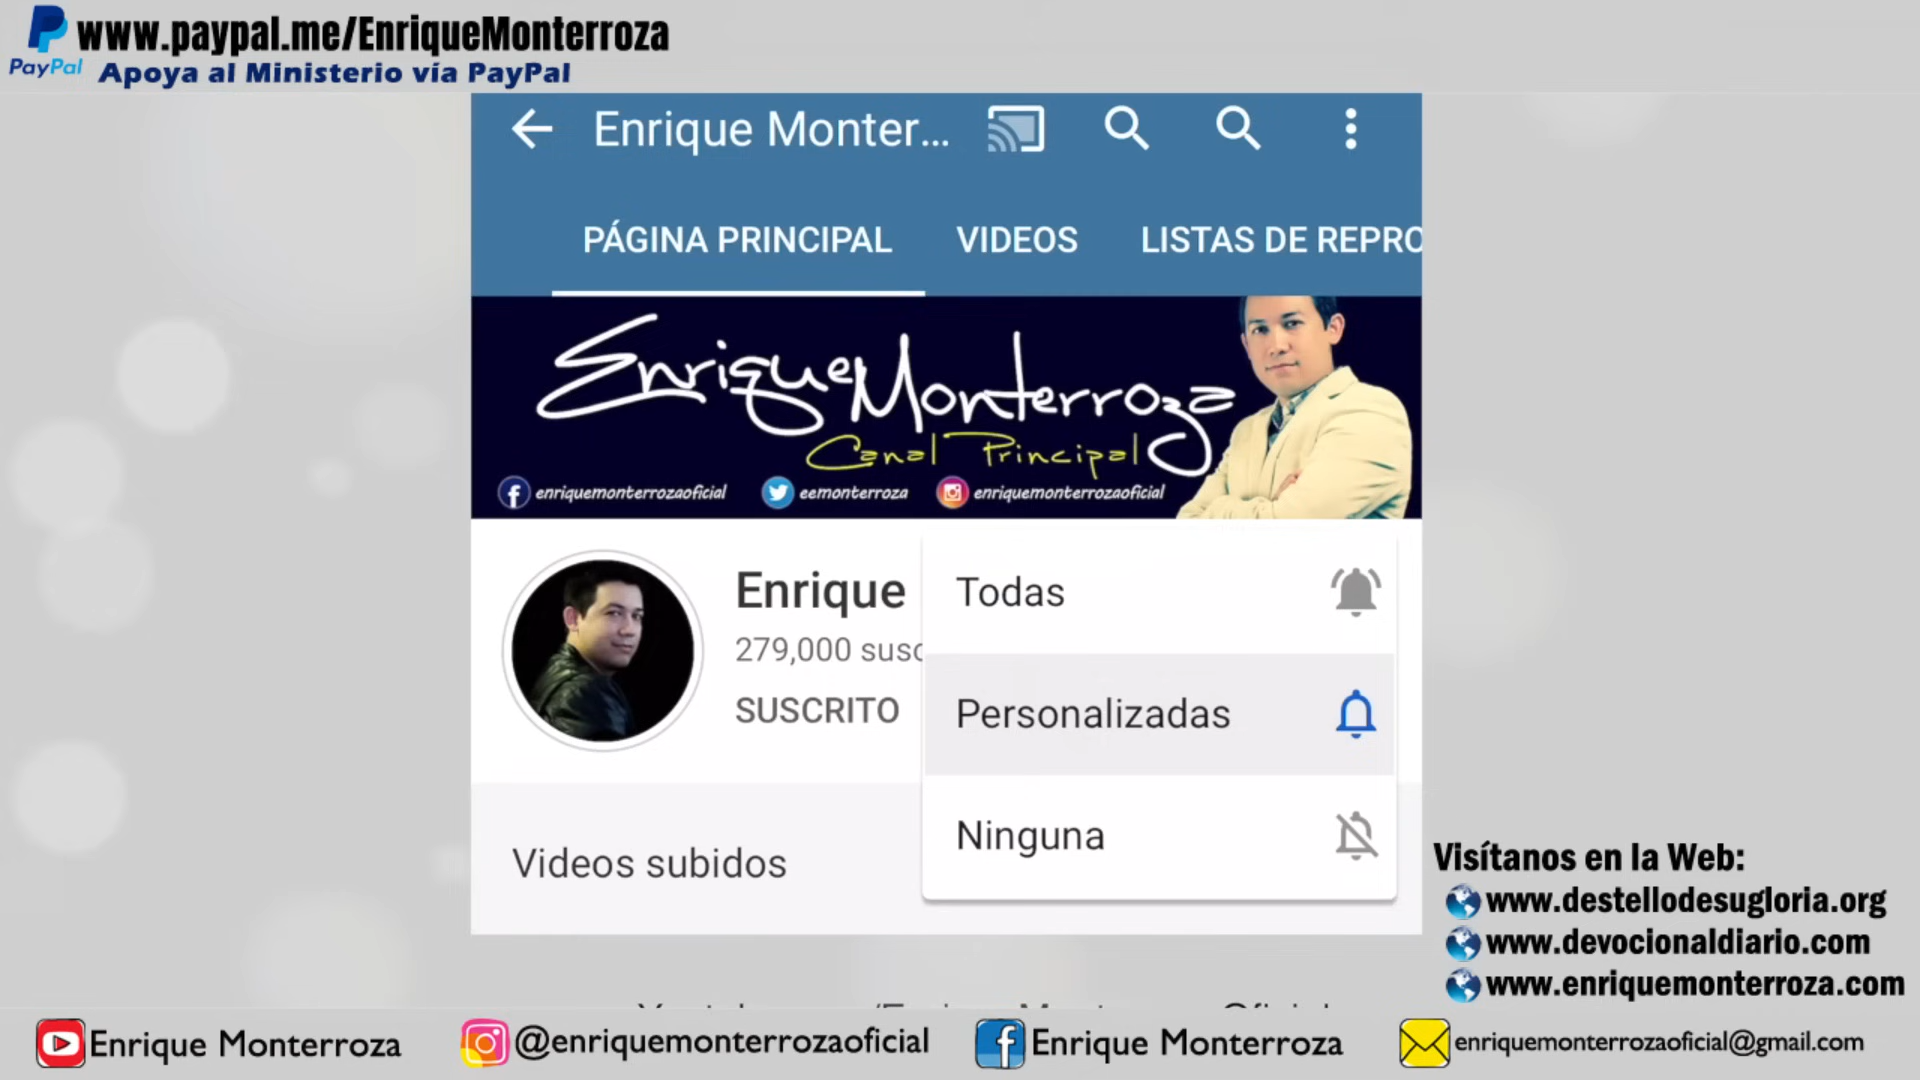 www.paypal.me/EnriqueMonterroza
PayPal
Apoya al Ministerio vía PayPal
Enrique Monter...
PÁGINA PRINCIPAL
VIDEOS
LISTAS DE REPRO
Enrique Monterroza
Canal Principal
enriquemonterrozaoficial
eemonterroza
enriquemonterrozaoficial
Enrique
279,000 susc
SUSCRITO
Todas
Personalizadas
Ninguna
Videos subidos
Visítanos en la Web:
www.destellodesugloria.org
www.devocionaldiario.com
www.enriquemonterroza.com
Enrique Monterroza
@enriquemonterrozaoficial
Enrique Monterroza
enriquemonterrozaoficial@gmail.com